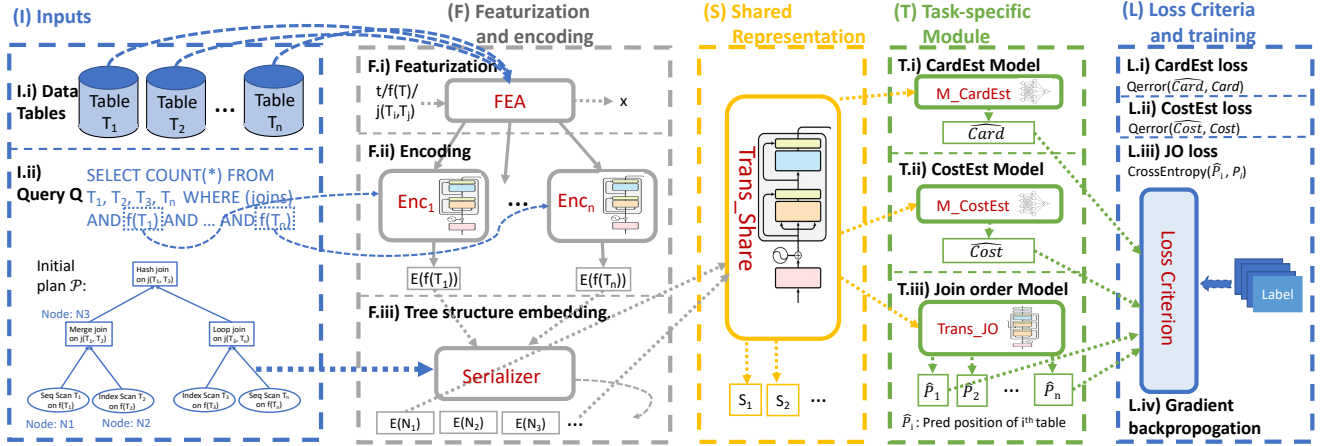 (I) Inputs
I.i) Data
Tables
Table
T1
Table
T2
...
Table
Tn
I.ii)
Query Q
SELECT COUNT(*) FROM
T1, T2, T3, Tn WHERE (joins)
AND f(T1) AND ... AND f(Tn)
Initial
plan P:
Hash join
on j(T1, T3)
Node: N3
Merge join
on j(T1, T2)
Loop join
on j(T1, Tn)
Seq Scan T1
on f(T1)
Index Scan T2
on f(T2)
Index Scan T3
on f(T3)
Seq Scan Tn
on f(Tn)
Node: N1
Node: N2
(F) Featurization
and encoding
F.i) Featurization
t/f(T)/
j(Ti,Tj)
FEA
x
F.ii) Encoding
Enc1
...
Encn
E(f(T1))
E(f(Tn))
F.iii) Tree structure embedding.
Serializer
E(N1)
E(N2)
E(N3)
...
(S) Shared
Representation
Trans_Share
S1
S2
...
(T) Task-specific
Module
T.i) CardEst Model
M_CardEst
Card̂
T.ii) CostEst Model
M_CostEst
Cost̂
T.iii) Join order Model
Trans_JO
P̂1
P̂2
...
P̂n
P̂i : Pred position of ith table
(L) Loss Criteria
and training
L.i) CardEst loss
Qerror(Card̂, Card)
L.ii) CostEst loss
Qerror(Cost̂, Cost)
L.iii) JO loss
CrossEntropy(P̂i , Pi)
Loss Criterion
Label
L.iv) Gradient
backpropogation